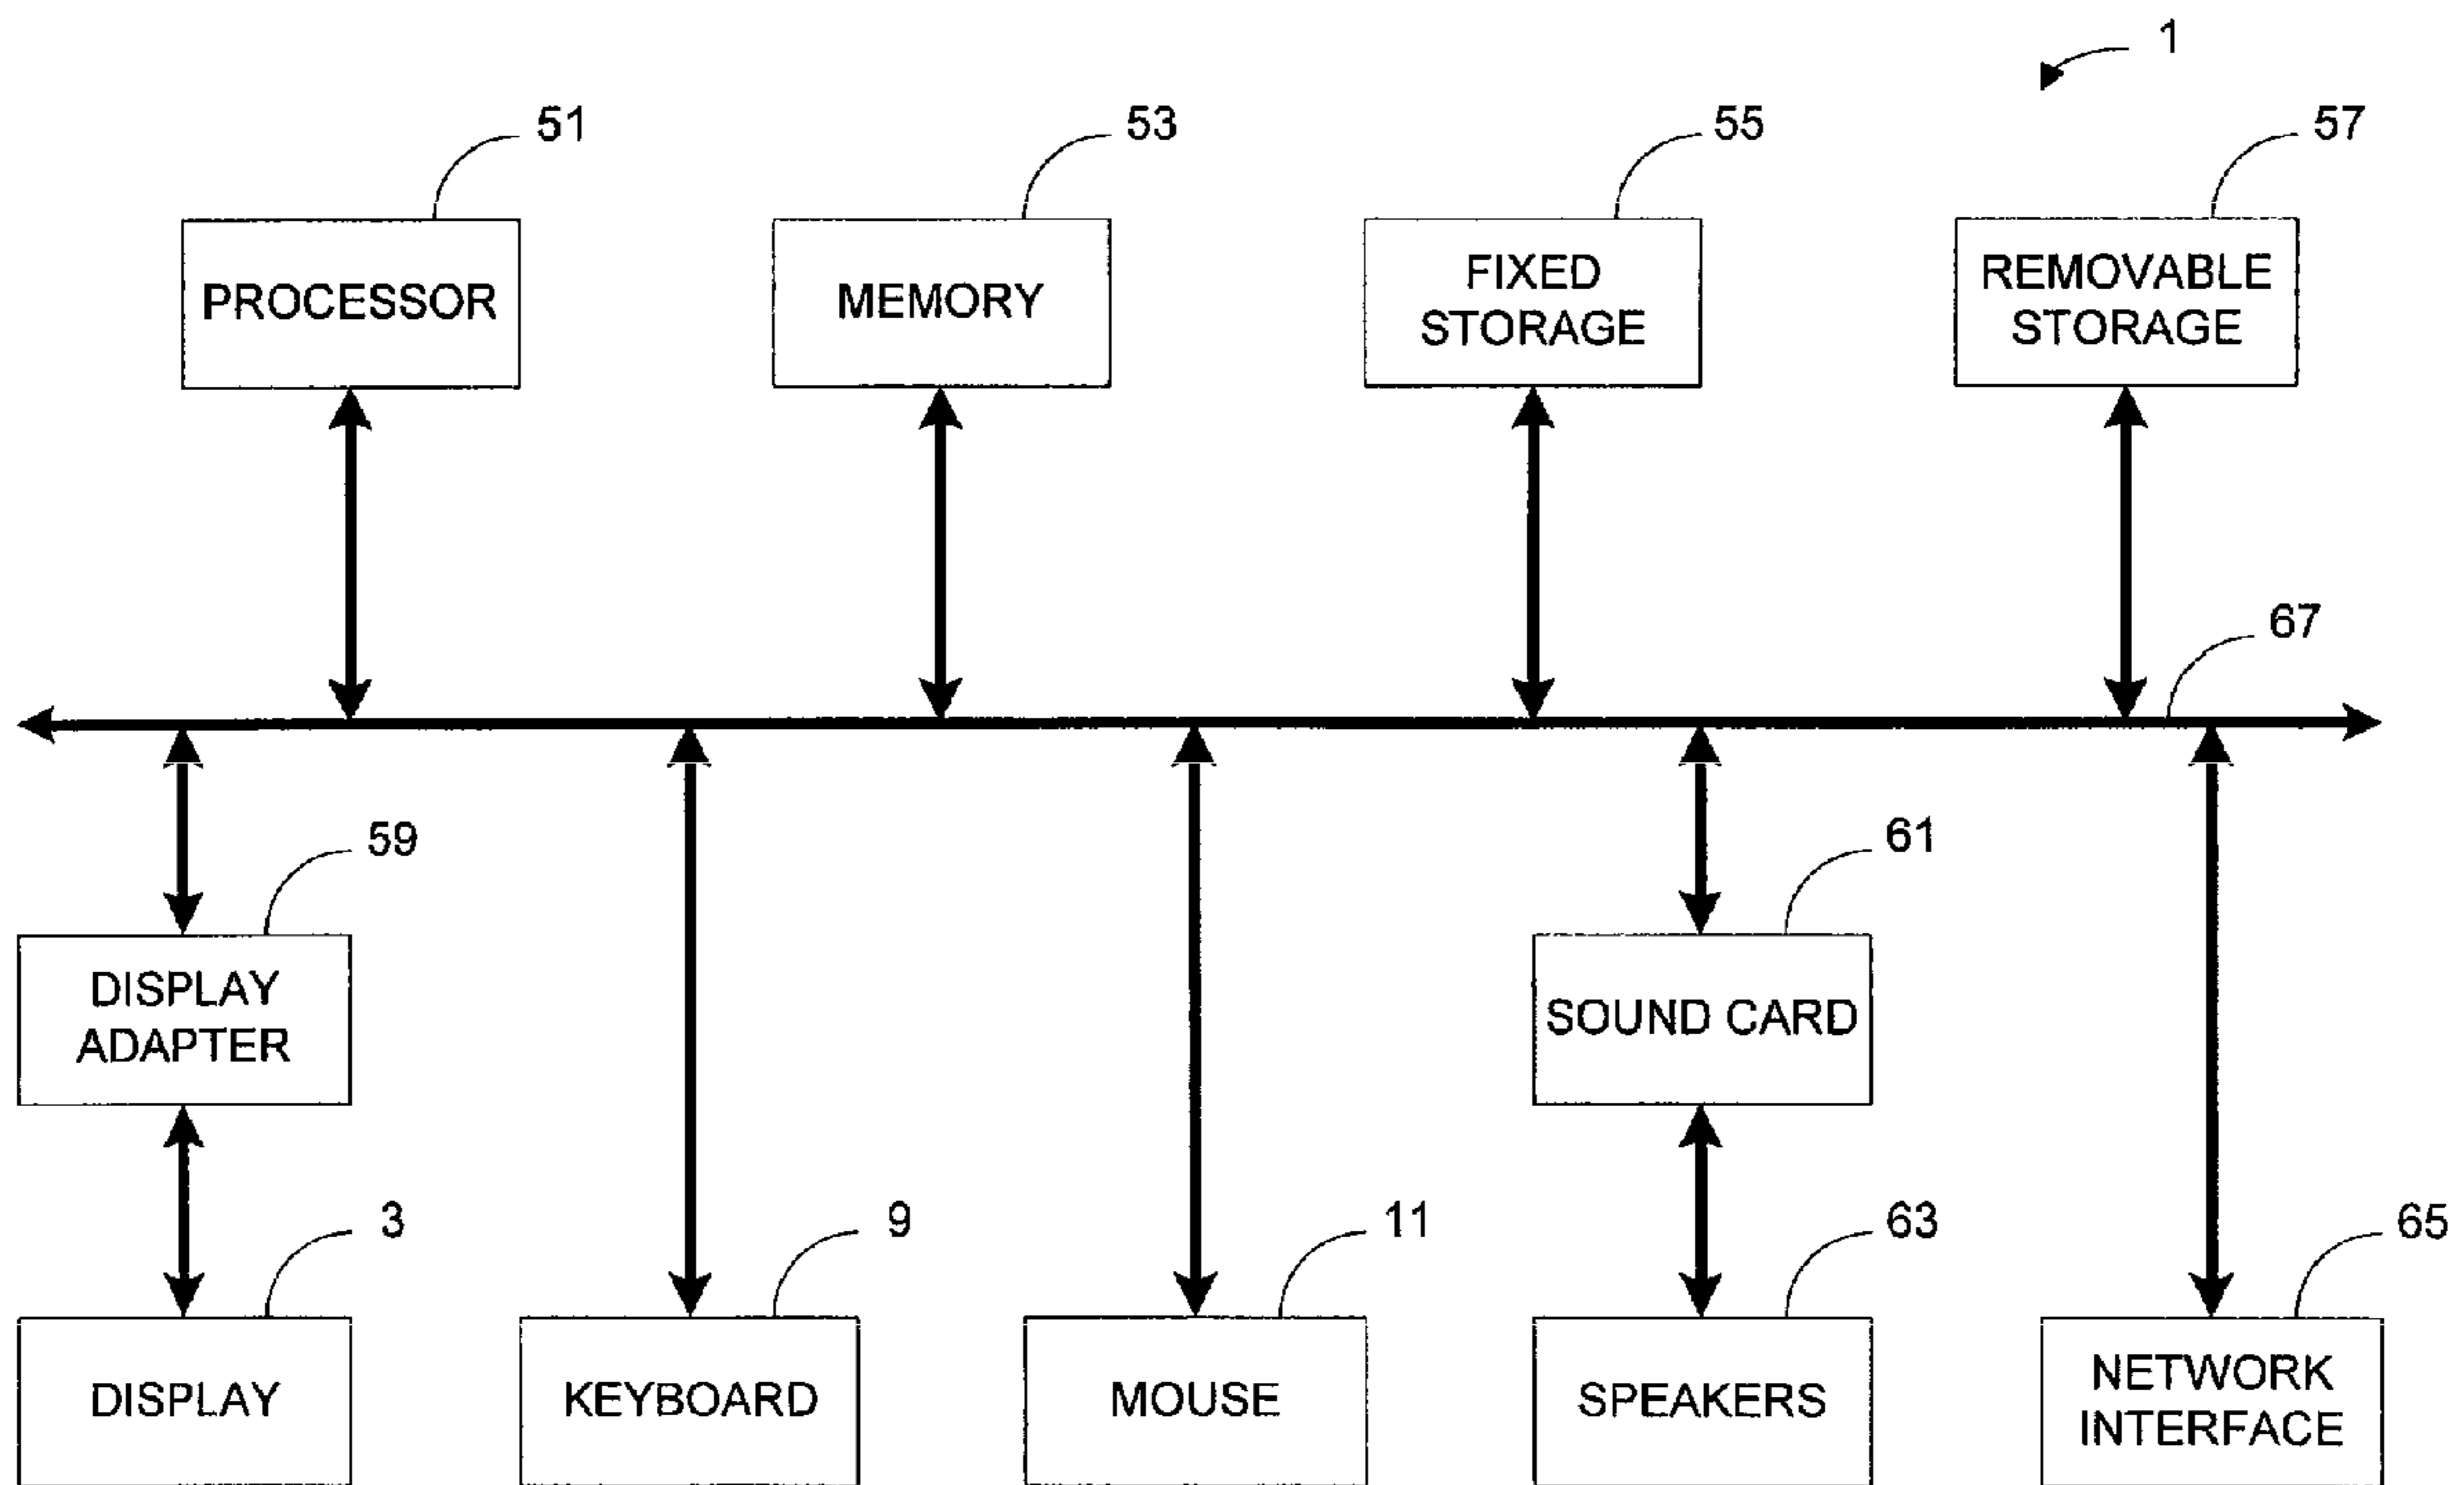 1
51
53
55
57
PROCESSOR
MEMORY
FIXED
STORAGE
REMOVABLE
STORAGE
67
59
61
DISPLAY
ADAPTER
SOUND CARD
3
9
11
63
65
DISPLAY
KEYBOARD
MOUSE
SPEAKERS
NETWORK
INTERFACE